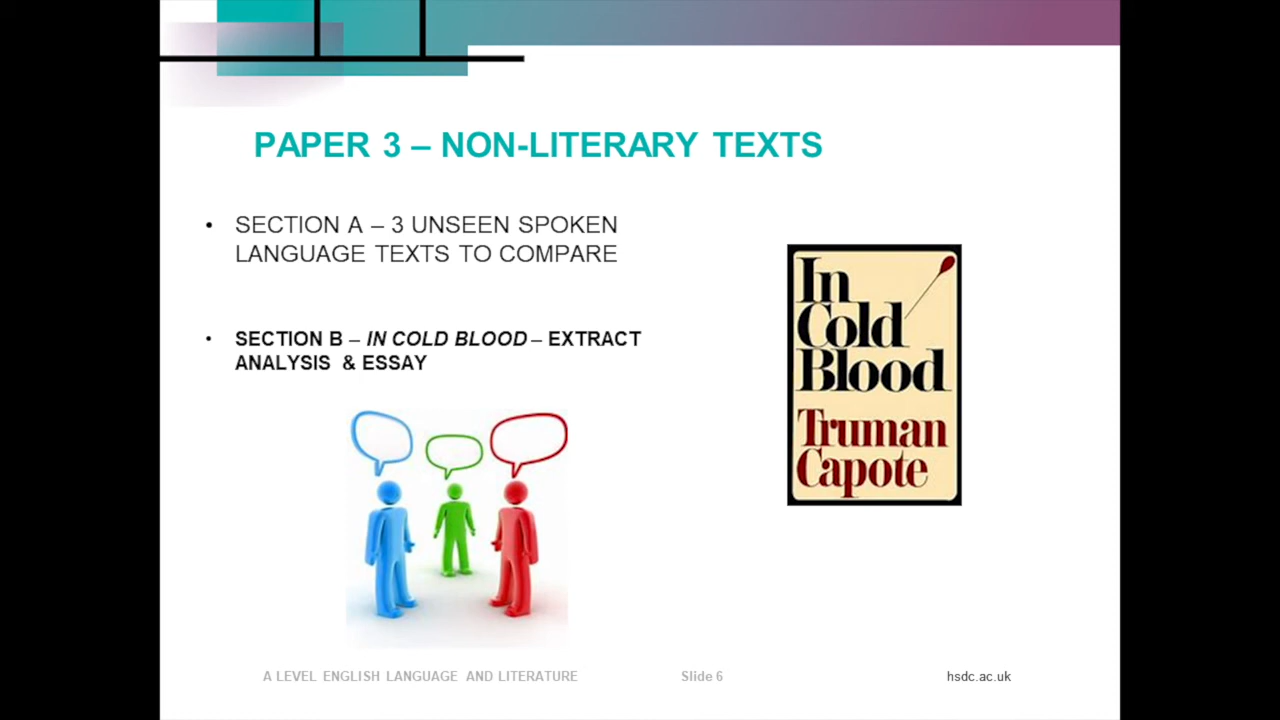 PAPER 3 – NON-LITERARY TEXTS
• SECTION A – 3 UNSEEN SPOKEN
LANGUAGE TEXTS TO COMPARE
• SECTION B – IN COLD BLOOD – EXTRACT
ANALYSIS & ESSAY
In
Cold
Blood
Truman
Capote
A LEVEL ENGLISH LANGUAGE AND LITERATURE
Slide 6
hsdc.ac.uk